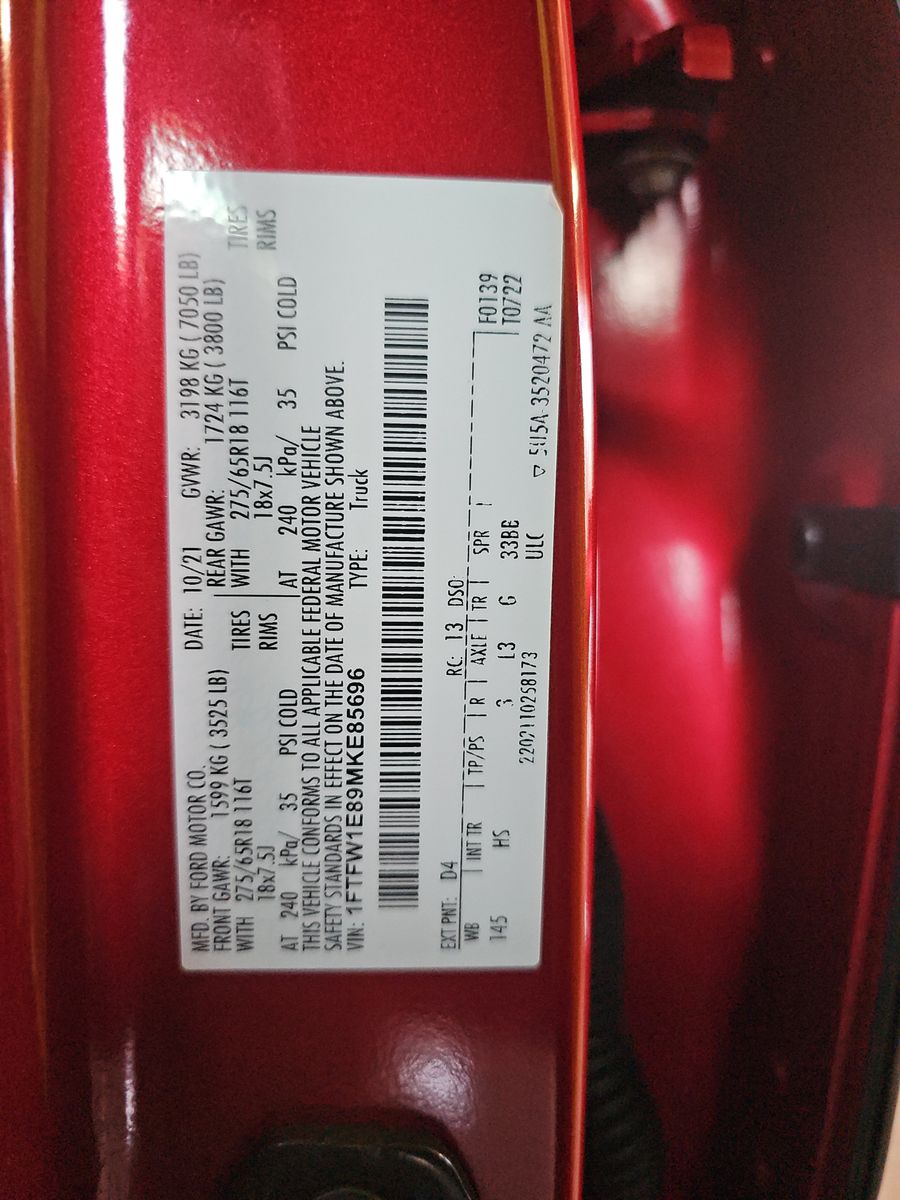 MFD. BY FORD MOTOR CO. DATE: 10/21 GVWR: 3198 KG ( 7050 LB)
FRONT GAWR: 1599 KG ( 3525 LB) REAR GAWR: 1724 KG ( 3800 LB)
WITH 275/65R18 116T TIRES WITH 275/65R18 116T TIRES
18x7.5J RIMS 18x7.5J RIMS
AT 240 kPa/ 35 PSI COLD AT 240 kPa/ 35 PSI COLD
THIS VEHICLE CONFORMS TO ALL APPLICABLE FEDERAL MOTOR VEHICLE
SAFETY STANDARDS IN EFFECT ON THE DATE OF MANUFACTURE SHOWN ABOVE.
VIN: 1FTFW1E89MKE85696 TYPE: Truck
EXT PNT: D4 RC: 13 DSO: F0139
WB | INT TR | TP/PS | R | AXLE | TR | SPR | T0722
145 HS 3 L3 G 33BB
2202110258173 ULC
5U5A-3520472 AA